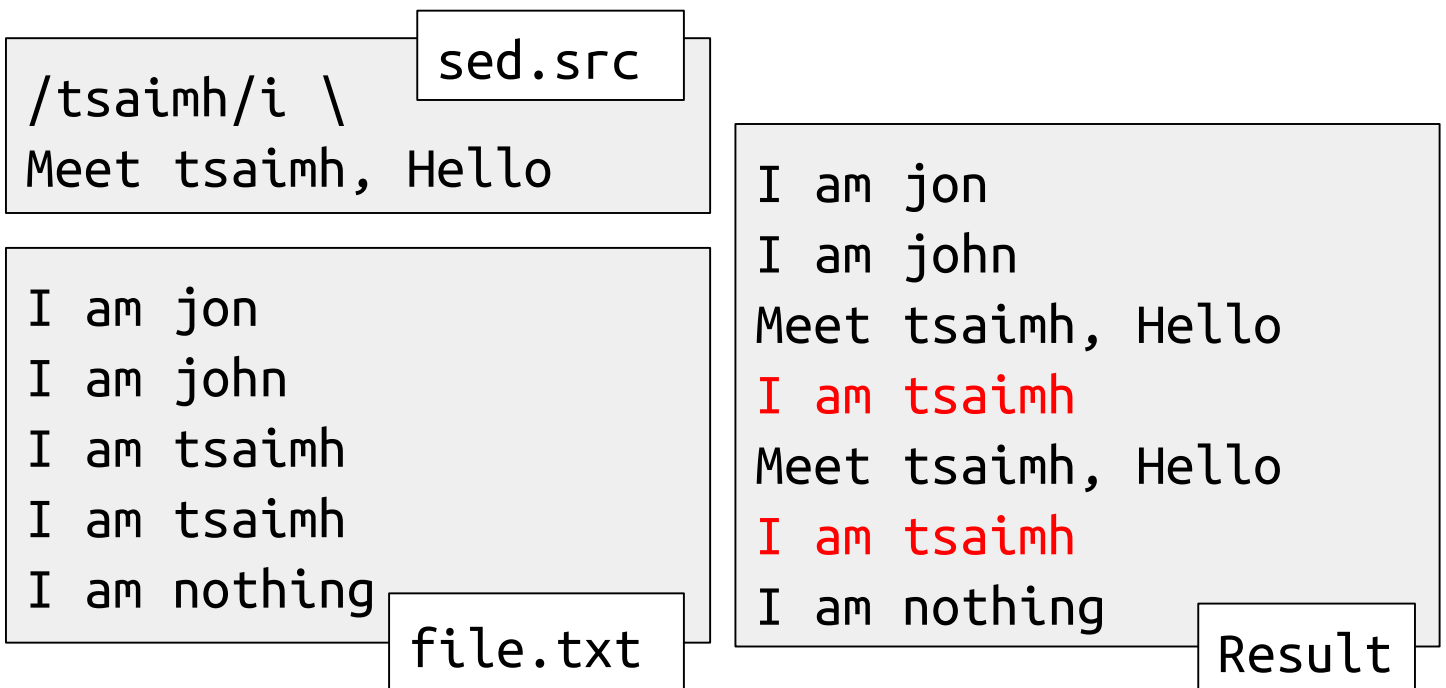 sed.src
/tsaimh/i \
Meet tsaimh, Hello
I am jon
I am john
I am tsaimh
I am tsaimh
I am nothing
file.txt
I am jon
I am john
Meet tsaimh, Hello
I am tsaimh
Meet tsaimh, Hello
I am tsaimh
I am nothing
Result